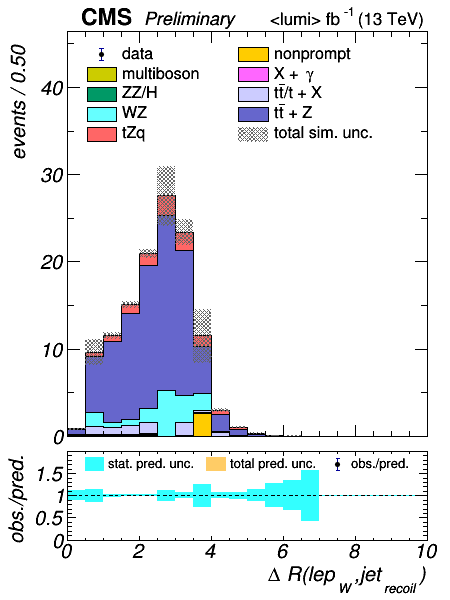 CMS Preliminary <lumi> fb⁻¹ (13 TeV)
events / 0.50
data
nonprompt
multiboson
X + γ
ZZ/H
tt̄/t + X
WZ
tt̄ + Z
tZq
total sim. unc.
40
30
20
10
0
obs./pred.
stat. pred. unc.
total pred. unc.
obs./pred.
1.5
1
0.5
0
0 2 4 6 8 10
Δ R(lep_W, jet_recoil)